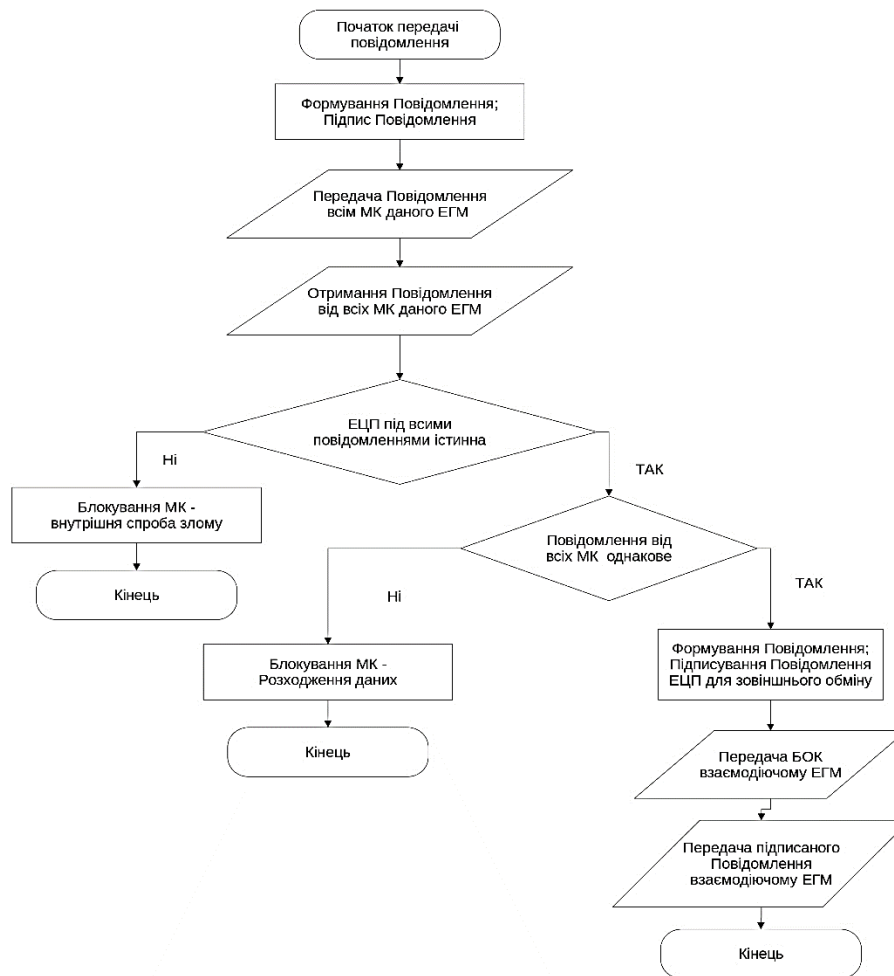 Початок передачі
повідомлення
Формування Повідомлення;
Підпис Повідомлення
Передача Повідомлення
всім МК даного ЕГМ
Отримання Повідомлення
від всіх МК даного ЕГМ
ЕЦП під всими
повідомленнями істинна
Ні
ТАК
Блокування МК -
внутрішня спроба злому
Кінець
Повідомлення від
всіх МК однакове
Ні
ТАК
Блокування МК -
Розходження даних
Кінець
Формування Повідомлення;
Підписування Повідомлення
ЕЦП для зовнішнього обміну
Передача БОК
взаємодіючому ЕГМ
Передача підписаного
Повідомлення
взаємодіючому ЕГМ
Кінець